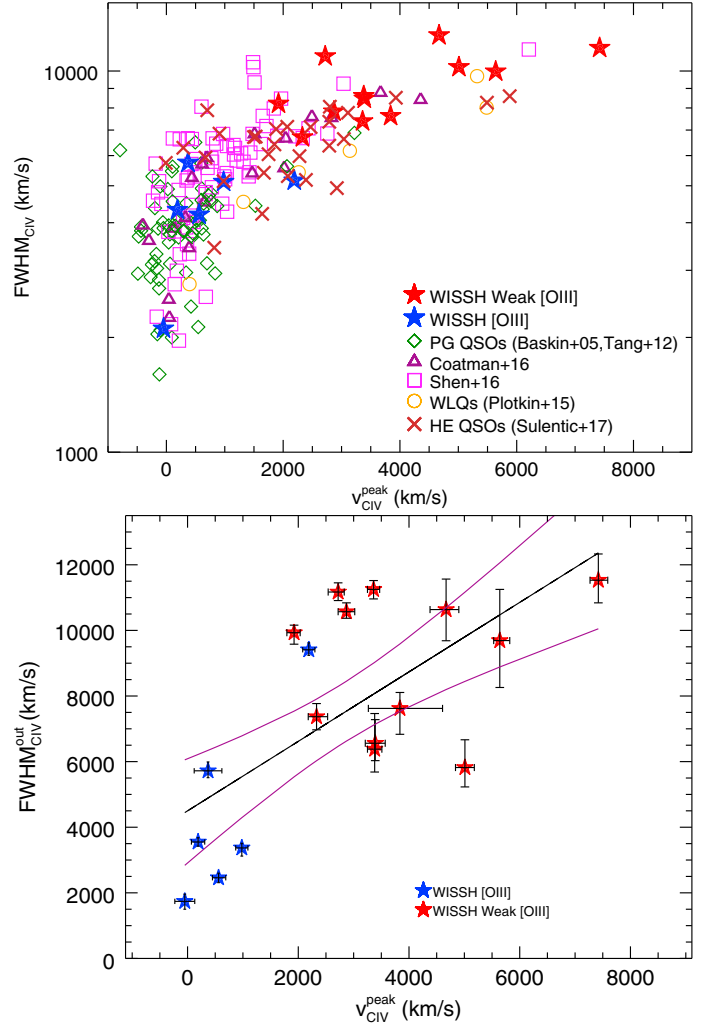 10000
1000
FWHM_CIV (km/s)
WISSH Weak [OIII]
WISSH [OIII]
PG QSOs (Baskin+05,Tang+12)
Coatman+16
Shen+16
WLQs (Plotkin+15)
HE QSOs (Sulentic+17)
0 2000 4000 6000 8000
v_CIV^peak (km/s)
12000
10000
8000
6000
4000
2000
0
FWHM_CIV^out (km/s)
WISSH [OIII]
WISSH Weak [OIII]
0 2000 4000 6000 8000
v_CIV^peak (km/s)